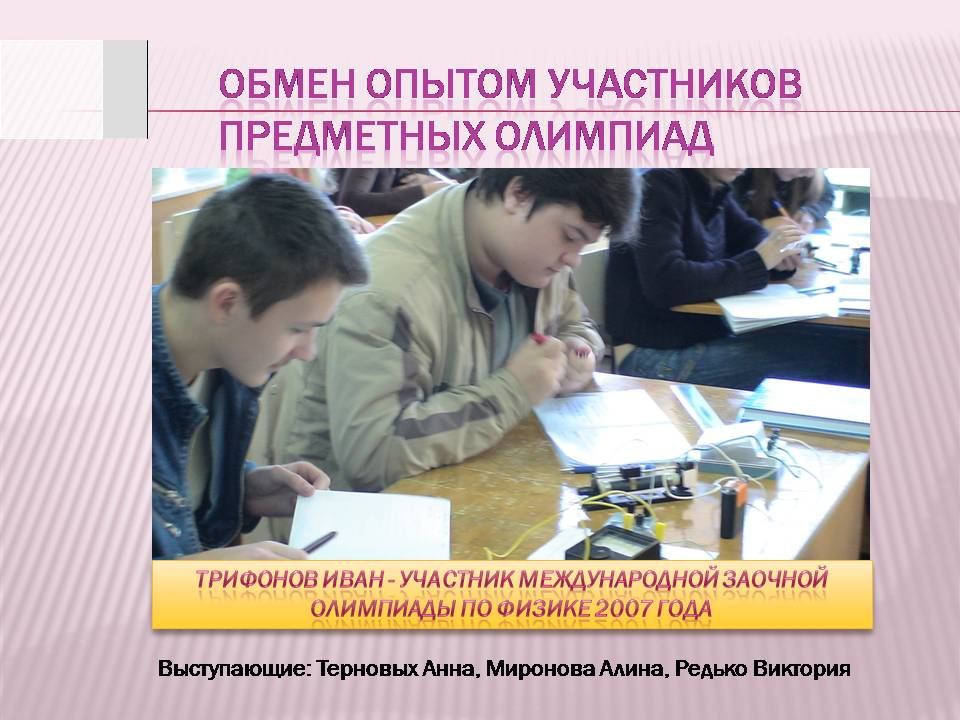 ОБМЕН ОПЫТОМ УЧАСТНИКОВ
ПРЕДМЕТНЫХ ОЛИМПИАД
ТРИФОНОВ ИВАН - УЧАСТНИК МЕЖДУНАРОДНОЙ ЗАОЧНОЙ
ОЛИМПИАДЫ ПО ФИЗИКЕ 2007 ГОДА
Выступающие: Терновых Анна, Миронова Алина, Редько Виктория